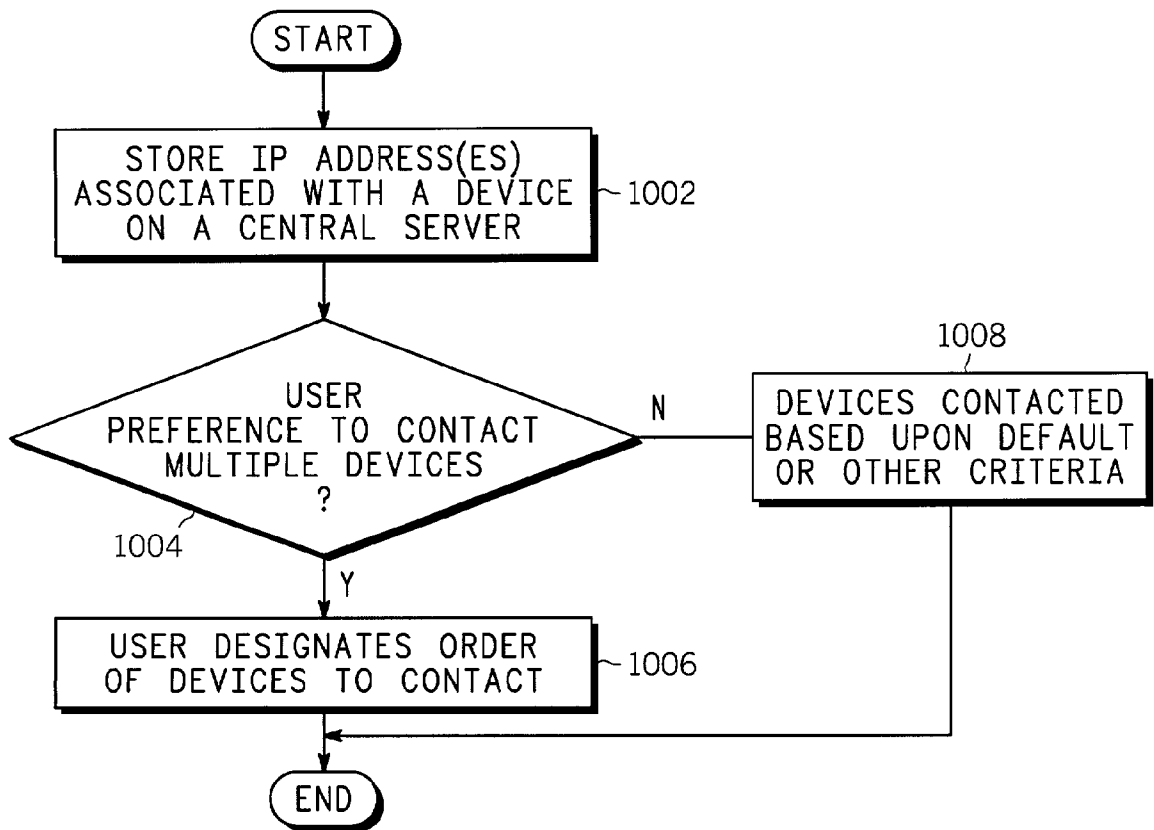 START
STORE IP ADDRESS(ES)
ASSOCIATED WITH A DEVICE
ON A CENTRAL SERVER
1002
USER
PREFERENCE TO CONTACT
MULTIPLE DEVICES
?
1004
N
1008
DEVICES CONTACTED
BASED UPON DEFAULT
OR OTHER CRITERIA
Y
USER DESIGNATES ORDER
OF DEVICES TO CONTACT
1006
END